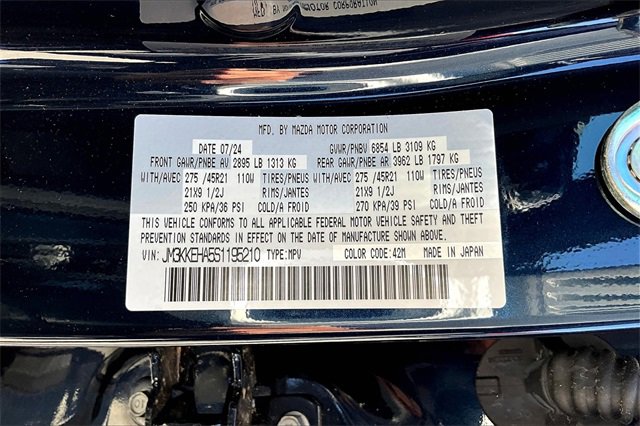 MOTOR CORPORATION
MFD. BY MAZDA MOTOR CORPORATION
DATE 07/24 GVWR/PNBV 6854 LB 3109 KG
FRONT GAWR/PNBE AV 2895 LB 1313 KG REAR GAWR/PNBE AR 3962 LB 1797 KG
WITH/AVEC 275 /45R21 110W TIRES/PNEUS WITH/AVEC 275 /45R21 110W TIRES/PNEUS
21X9 1/2J RIMS/JANTES 21X9 1/2J RIMS/JANTES
250 KPA/36 PSI COLD/A FROID 270 KPA/39 PSI COLD/A FROID
THIS VEHICLE CONFORMS TO ALL APPLICABLE FEDERAL MOTOR VEHICLE SAFETY AND THEFT
PREVENTION STANDARDS IN EFFECT ON THE DATE OF MANUFACTURE SHOWN ABOVE.
VIN: JM3KKEHA5S1195210 TYPE:MPV COLOR CODE:42M MADE IN JAPAN